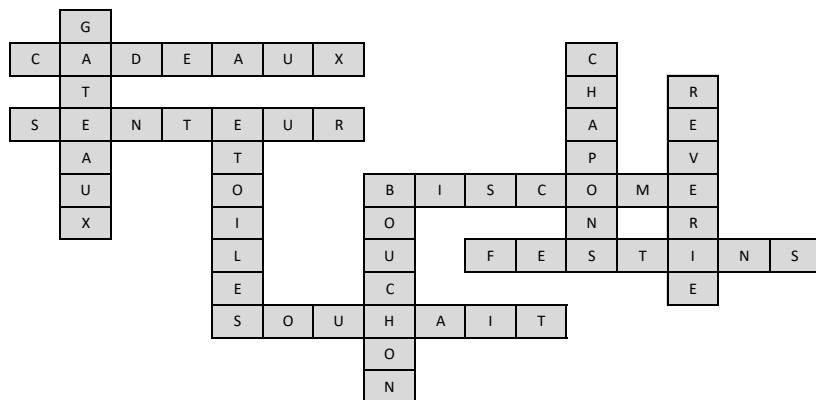 G
C A D E A U X C
T H R
S E N T E U R A E
A T P V
U O B I S C O M E
X I O N R
L U F E S T I N S
E C E
S O U H A I T
O
N